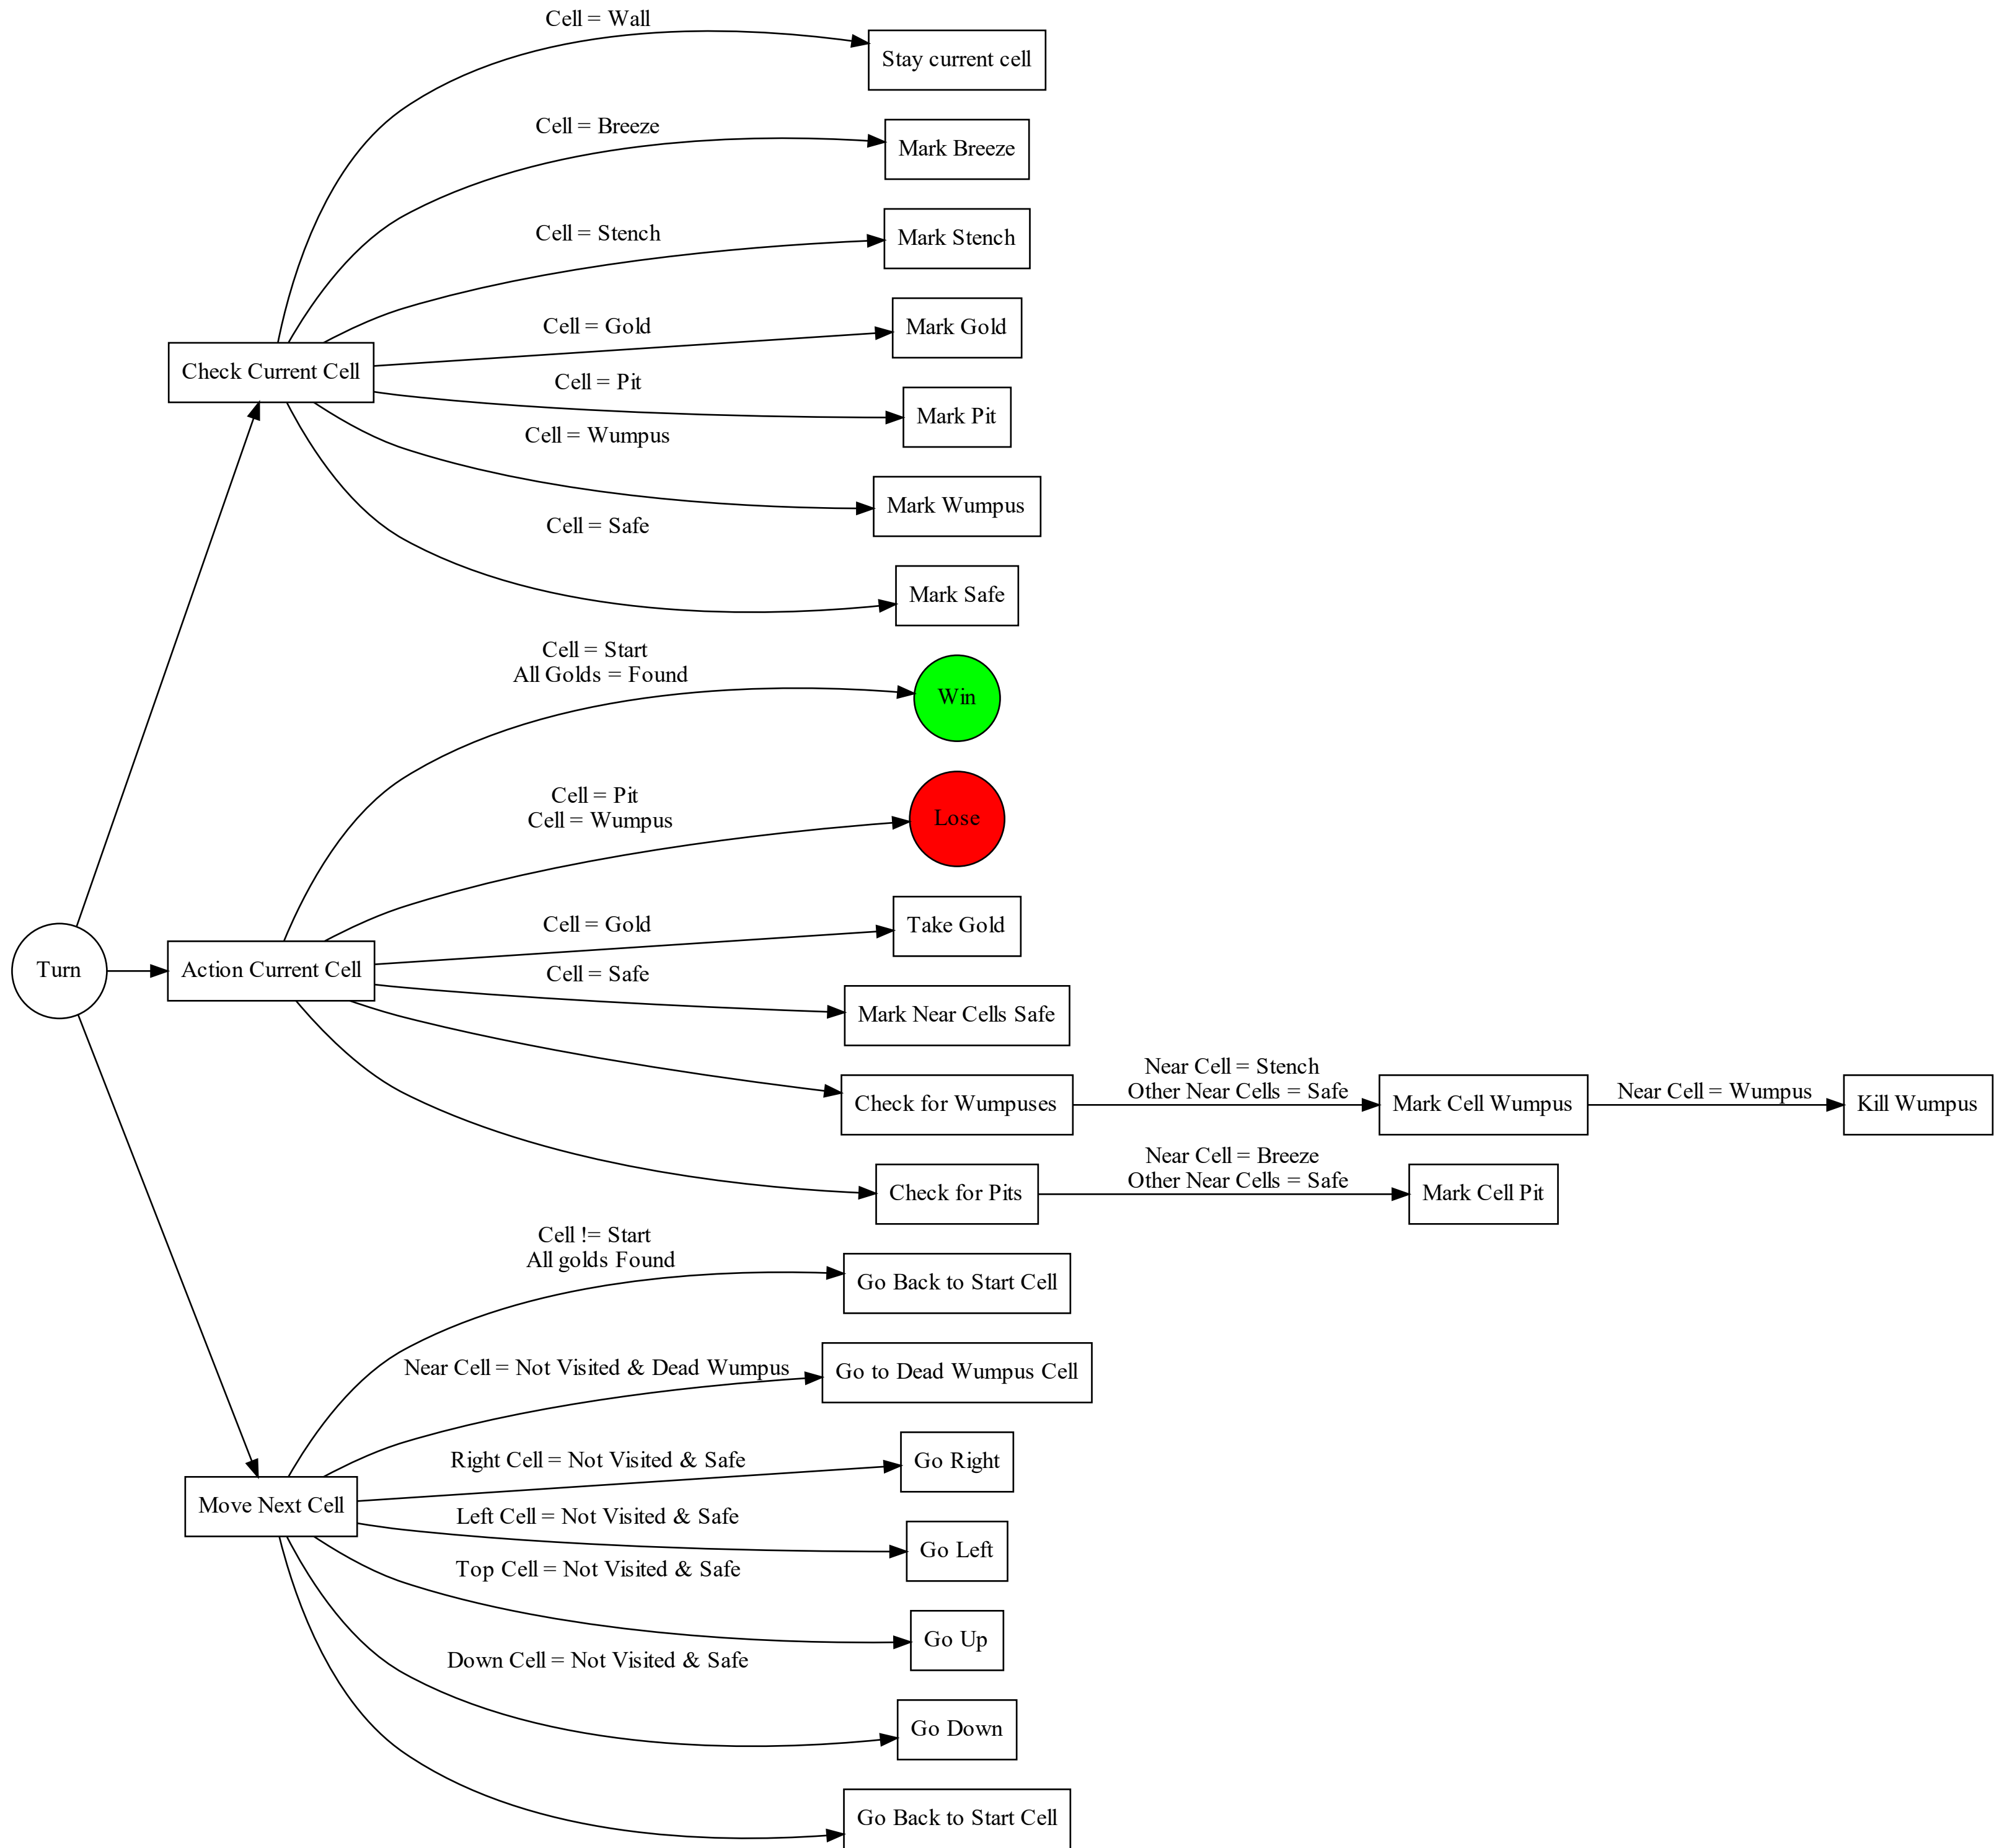 Cell = Wall
Stay current cell
Cell = Breeze
Mark Breeze
Cell = Stench
Mark Stench
Cell = Gold
Mark Gold
Check Current Cell
Cell = Pit
Mark Pit
Cell = Wumpus
Mark Wumpus
Cell = Safe
Mark Safe
Cell = Start
All Golds = Found
Win
Cell = Pit
Cell = Wumpus
Lose
Cell = Gold
Take Gold
Turn
Action Current Cell
Cell = Safe
Mark Near Cells Safe
Check for Wumpuses
Near Cell = Stench
Other Near Cells = Safe
Mark Cell Wumpus
Near Cell = Wumpus
Kill Wumpus
Check for Pits
Near Cell = Breeze
Other Near Cells = Safe
Mark Cell Pit
Cell != Start
All golds Found
Go Back to Start Cell
Near Cell = Not Visited & Dead Wumpus
Go to Dead Wumpus Cell
Right Cell = Not Visited & Safe
Go Right
Move Next Cell
Left Cell = Not Visited & Safe
Go Left
Top Cell = Not Visited & Safe
Go Up
Down Cell = Not Visited & Safe
Go Down
Go Back to Start Cell